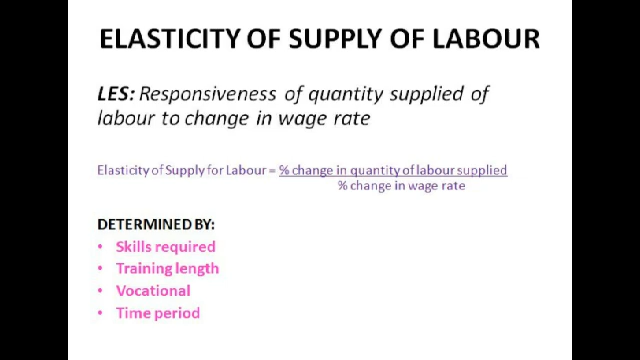 ELASTICITY OF SUPPLY OF LABOUR
LES: Responsiveness of quantity supplied of
labour to change in wage rate
Elasticity of Supply for Labour = % change in quantity of labour supplied
% change in wage rate
DETERMINED BY:
• Skills required
• Training length
• Vocational
• Time period